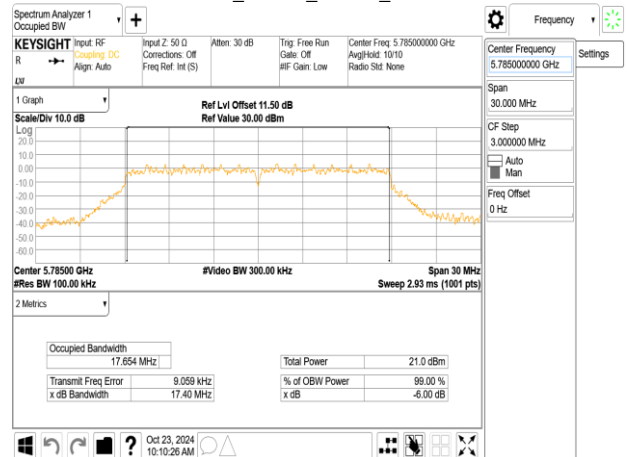 Spectrum Analyzer 1
Occupied BW
Frequency
KEYSIGHT
R
LXI
Input: RF
Coupling: DC
Align: Auto
Input Z: 50 Ω
Corrections: Off
Freq Ref: Int (S)
Atten: 30 dB
Trig: Free Run
Gate: Off
#IF Gain: Low
Center Freq: 5.785000000 GHz
Avg|Hold: 10/10
Radio Std: None
Center Frequency
5.785000000 GHz
Settings
Span
30.000 MHz
CF Step
3.000000 MHz
Auto
Man
Freq Offset
0 Hz
1 Graph
Scale/Div 10.0 dB
Ref Lvl Offset 11.50 dB
Ref Value 30.00 dBm
Log
20.0
10.0
0.00
-10.0
-20.0
-30.0
-40.0
-50.0
-60.0
Center 5.78500 GHz
#Video BW 300.00 kHz
Span 30 MHz
#Res BW 100.00 kHz
Sweep 2.93 ms (1001 pts)
2 Metrics
Occupied Bandwidth
17.654 MHz
Total Power 21.0 dBm
Transmit Freq Error 9.059 kHz
% of OBW Power 99.00 %
x dB Bandwidth 17.40 MHz
x dB -6.00 dB
?
Oct 23, 2024
10:10:26 AM